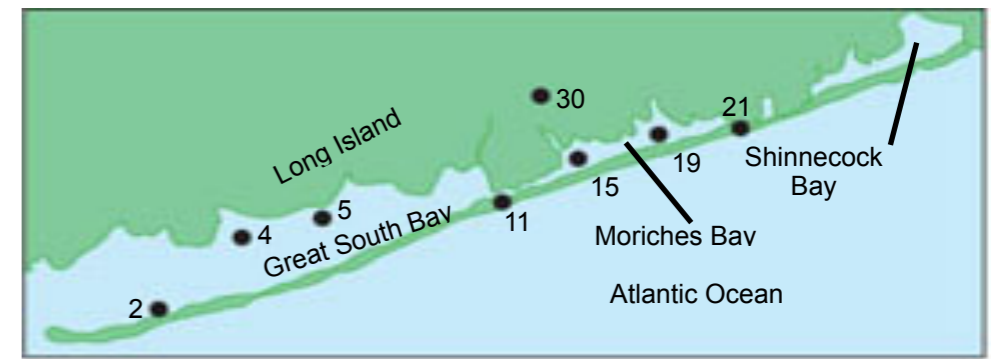 30
Long Island
21
19
Shinnecock
Bay
15
5
4
Great South Bay
11
Moriches Bay
Atlantic Ocean
2